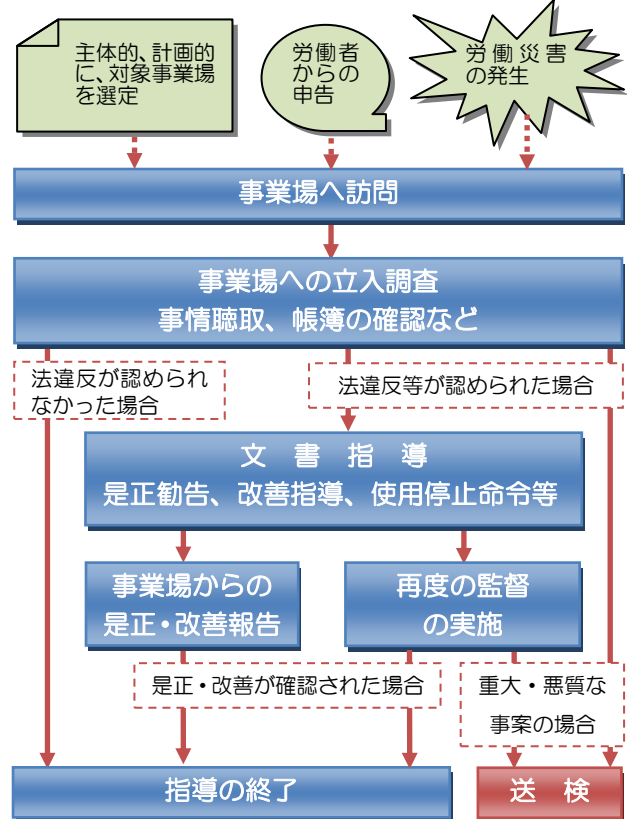 主体的、計画的
に、対象事業場
を選定
労働者
からの
申告
労働災害
の発生
事業場へ訪問
事業場への立入調査
事情聴取、帳簿の確認など
法違反が認められ
なかった場合
法違反等が認められた場合
文書指導
是正勧告、改善指導、使用停止命令等
事業場からの
是正・改善報告
再度の監督
の実施
是正・改善が確認された場合
重大・悪質な
事案の場合
指導の終了
送検